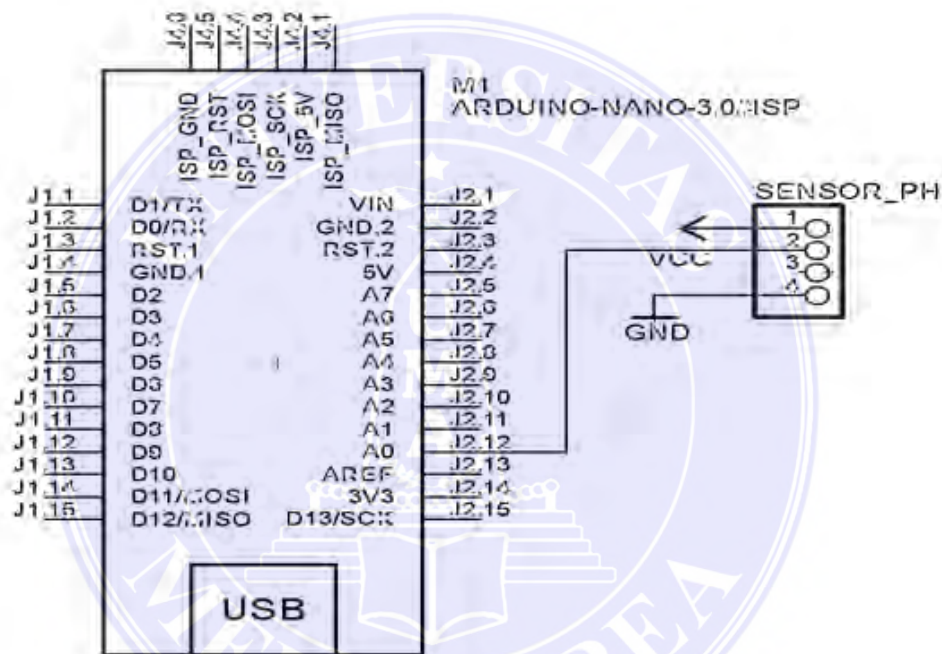 J4.0
J4.5
J4.4
J4.3
J4.2
J4.1
M1
ARDUINO-NANO-3.0
ISP
ISP_GND
ISP_RST
ISP_MOSI
ISP_SCK
ISP_5V
ISP_MISO
J1.1 D1/TX VIN J2.1
J1.2 D0/RX GND.2 J2.2
J1.3 RST.1 RST.2 J2.3
J1.4 GND.1 5V J2.4
J1.5 D2 A7 J2.5
J1.6 D3 A6 J2.6
J1.7 D4 A5 J2.7
J1.8 D5 A4 J2.8
J1.9 A3 J2.9
J1.10 D7 A2 J2.10
J1.11 A1 J2.11
J1.12 D9 A0 J2.12
J1.13 D10 AREF J2.13
J1.14 D11/MOSI 3V3 J2.14
J1.15 D12/MISO D13/SCK J2.15
USB
SENSOR_PH
1
2
3
4
VCC
GND
UNIVERSITAS
MEDAN AREA